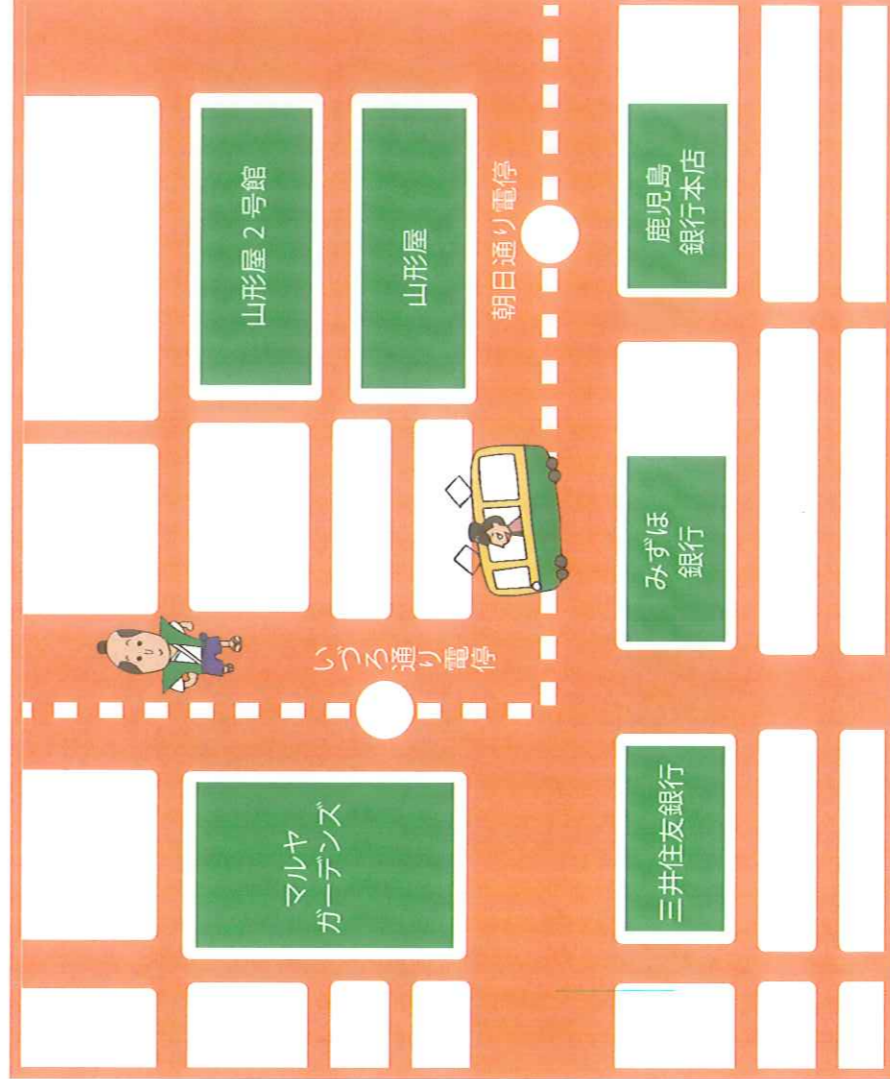 山形屋 2 号館
山形屋
朝日通り電停
鹿児島
銀行本店
みずほ
銀行
いづろ通り電停
マルヤ
ガーデンズ
三井住友銀行